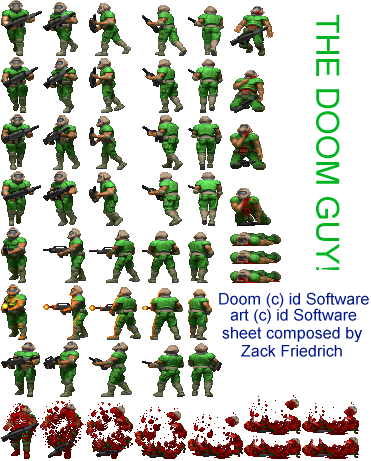 THE DOOM GUY!
Doom (c) id Software
art (c) id Software
sheet composed by
Zack Friedrich